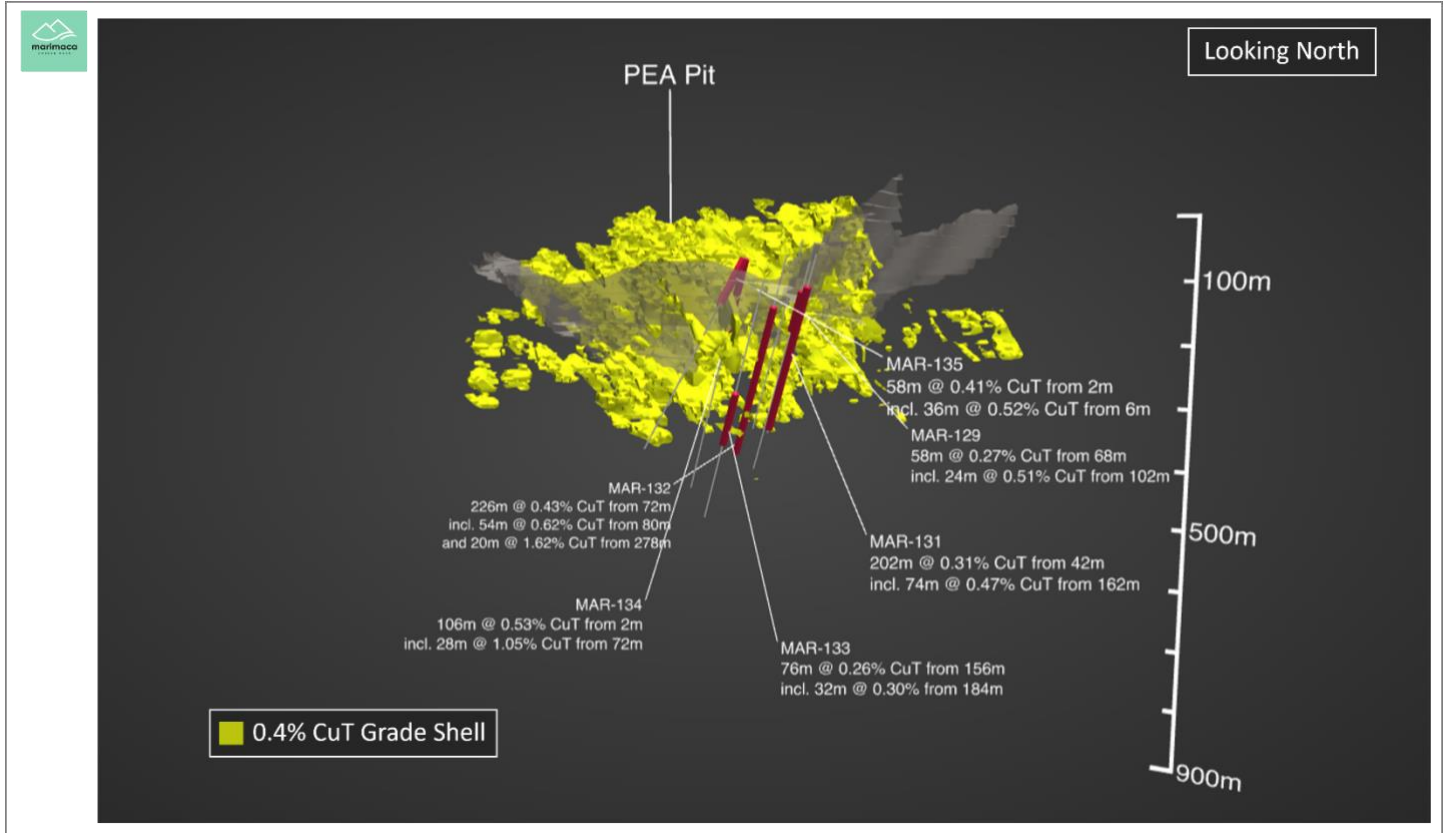 marimaca
COPPER CORP
Looking North
PEA Pit
100m
MAR-135
58m @ 0.41% CuT from 2m
incl. 36m @ 0.52% CuT from 6m
MAR-129
58m @ 0.27% CuT from 68m
incl. 24m @ 0.51% CuT from 102m
MAR-132
226m @ 0.43% CuT from 72m
incl. 54m @ 0.62% CuT from 80m
and 20m @ 1.62% CuT from 278m
500m
MAR-131
202m @ 0.31% CuT from 42m
incl. 74m @ 0.47% CuT from 162m
MAR-134
106m @ 0.53% CuT from 2m
incl. 28m @ 1.05% CuT from 72m
MAR-133
76m @ 0.26% CuT from 156m
incl. 32m @ 0.30% from 184m
0.4% CuT Grade Shell
900m